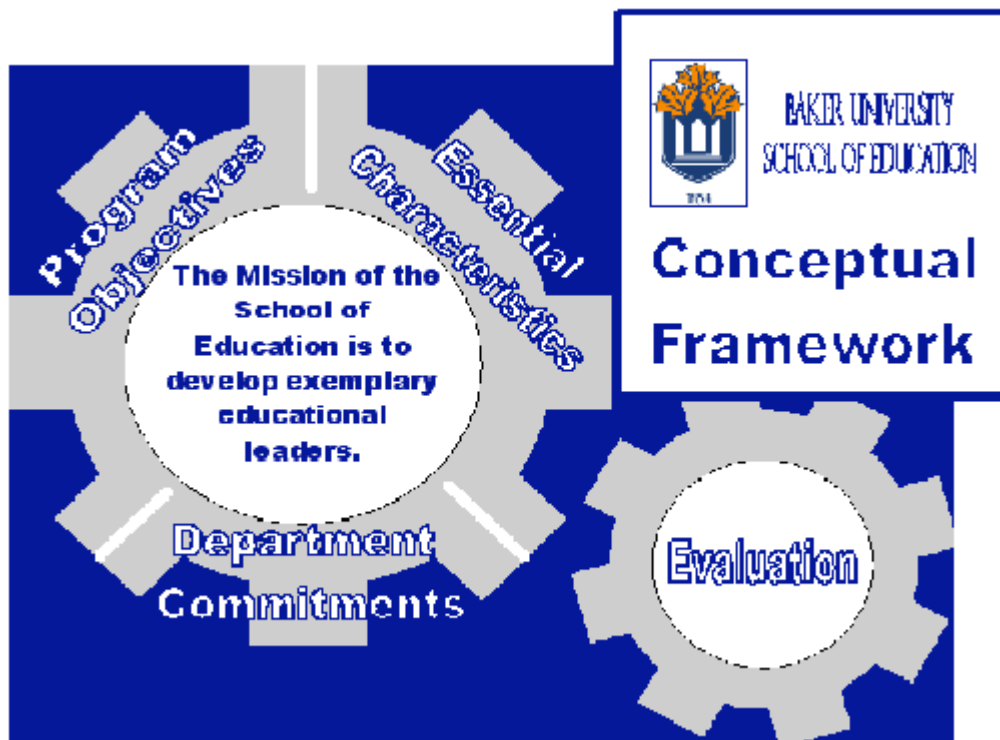 BAKER UNIVERSITY
SCHOOL OF EDUCATION
Conceptual
Framework
Program
Objectives
Essential
Characteristics
The Mission of the
School of
Education is to
develop exemplary
educational
leaders.
Department
Commitments
Evaluation